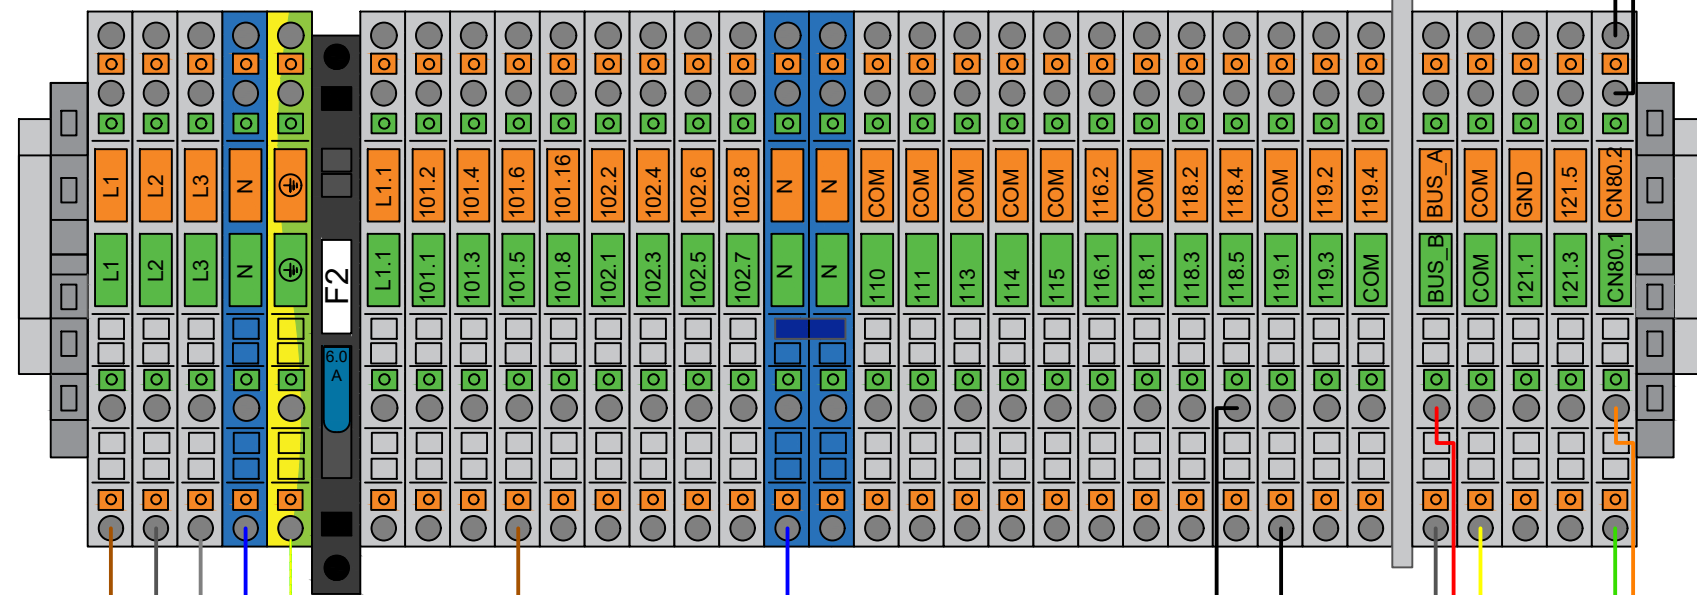 L1 L2 L3 N L1.1 101.2 101.4 101.6 101.16 102.2 102.4 102.6 102.8 N N COM COM COM COM COM 116.2 COM 118.2 118.4 COM 119.2 119.4 BUS_A COM GND 121.5 CN80.2
L1 L2 L3 N F2 L1.1 101.1 101.3 101.5 101.8 102.1 102.3 102.5 102.7 N N 110 111 113 114 115 116.1 118.1 118.3 118.5 119.1 119.3 COM BUS_B COM 121.1 121.3 CN80.1
6.0
A